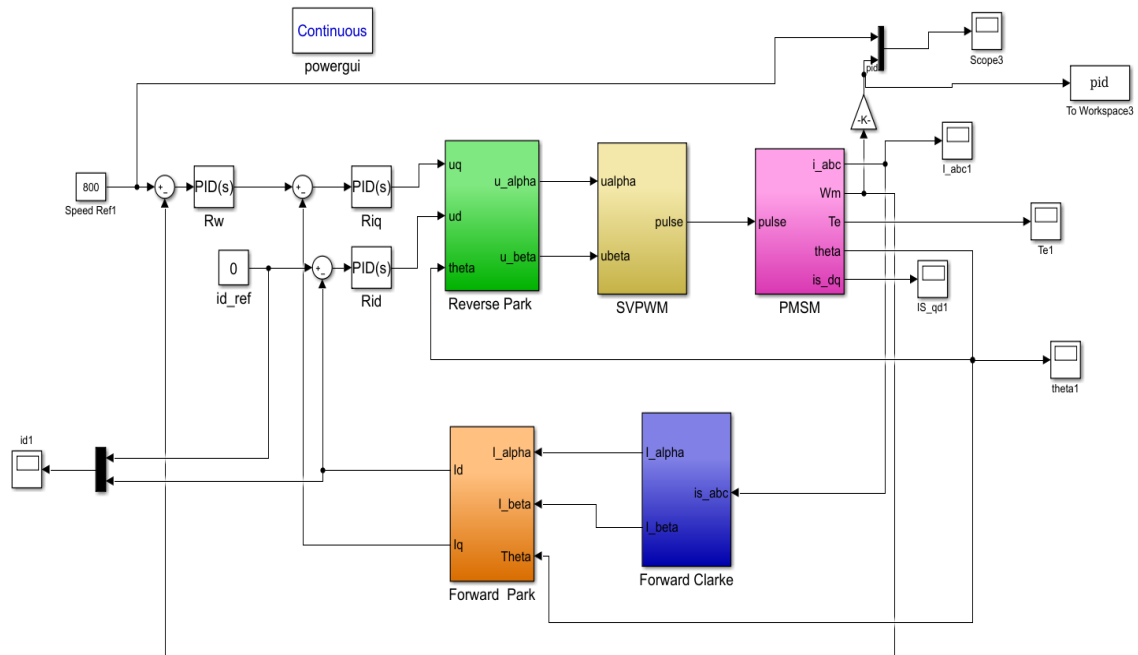 Continuous
powergui
Scope3
pid
pid
To Workspace3
-K-
I_abc1
800
Speed Ref1
+
−
PID(s)
Rw
+
−
PID(s)
Riq
uq
ud
theta
u_alpha
u_beta
Reverse Park
ualpha
ubeta
pulse
SVPWM
pulse
i_abc
Wm
Te
theta
is_dq
PMSM
Te1
IS_qd1
0
id_ref
+
−
PID(s)
Rid
theta1
id1
I_alpha
I_beta
Theta
Id
Iq
Forward Park
I_alpha
I_beta
is_abc
Forward Clarke